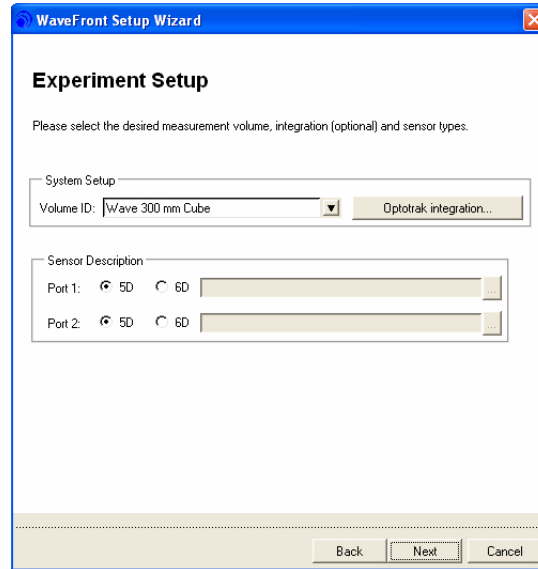 WaveFront Setup Wizard
Experiment Setup
Please select the desired measurement volume, integration (optional) and sensor types.
System Setup
Volume ID: Wave 300 mm Cube Optotrak integration...
Sensor Description
Port 1: 5D 6D ...
Port 2: 5D 6D ...
Back Next Cancel